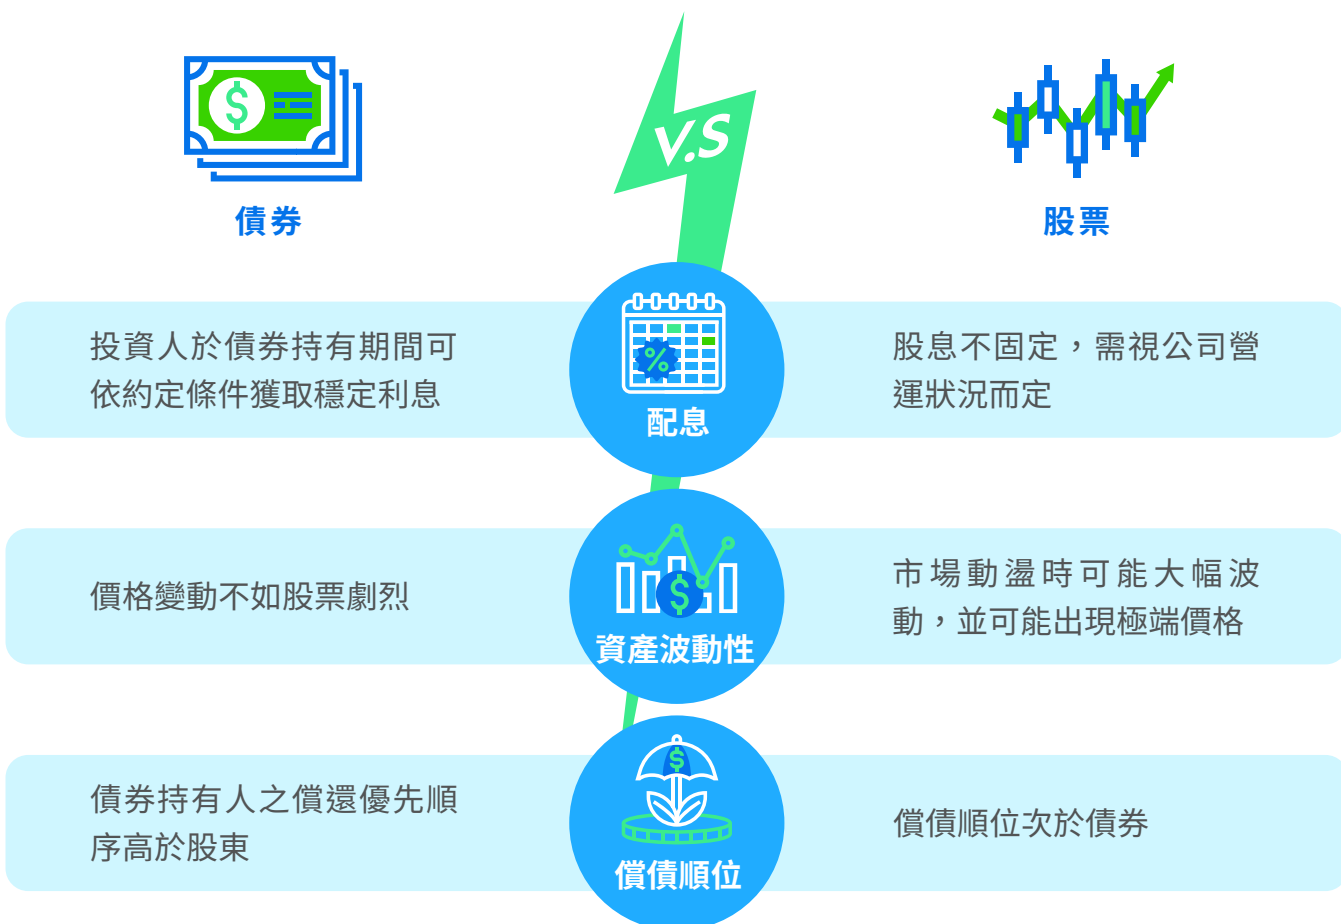 V.S
債券
股票
投資人於債券持有期間可
依約定條件獲取穩定利息
配息
股息不固定，需視公司營
運狀況而定
價格變動不如股票劇烈
資產波動性
市場動盪時可能大幅波
動，並可能出現極端價格
債券持有人之償還優先順
序高於股東
償債順位
償債順位次於債券